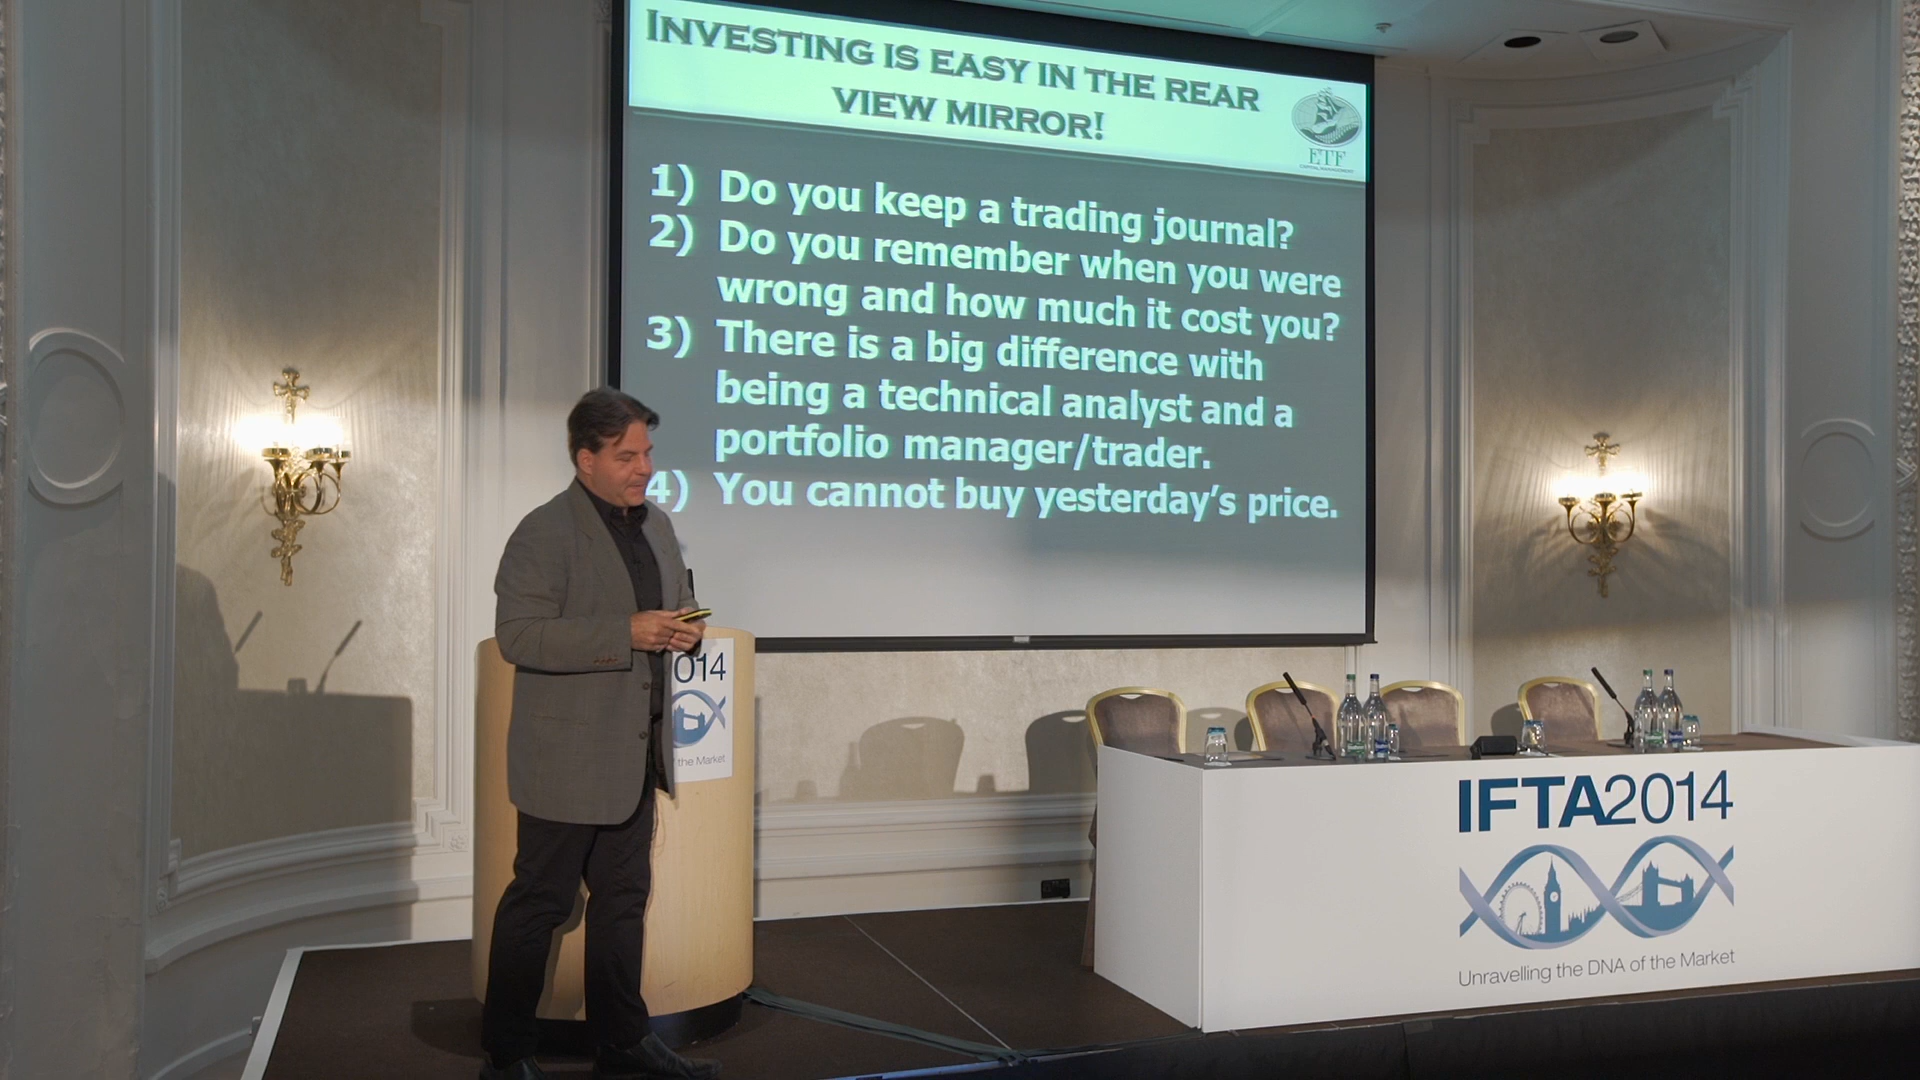 INVESTING IS EASY IN THE REAR
VIEW MIRROR!
ETF
CAPITAL MANAGEMENT
1) Do you keep a trading journal?
2) Do you remember when you were
wrong and how much it cost you?
3) There is a big difference with
being a technical analyst and a
portfolio manager/trader.
4) You cannot buy yesterday's price.
014
the Market
IFTA2014
Unravelling the DNA of the Market